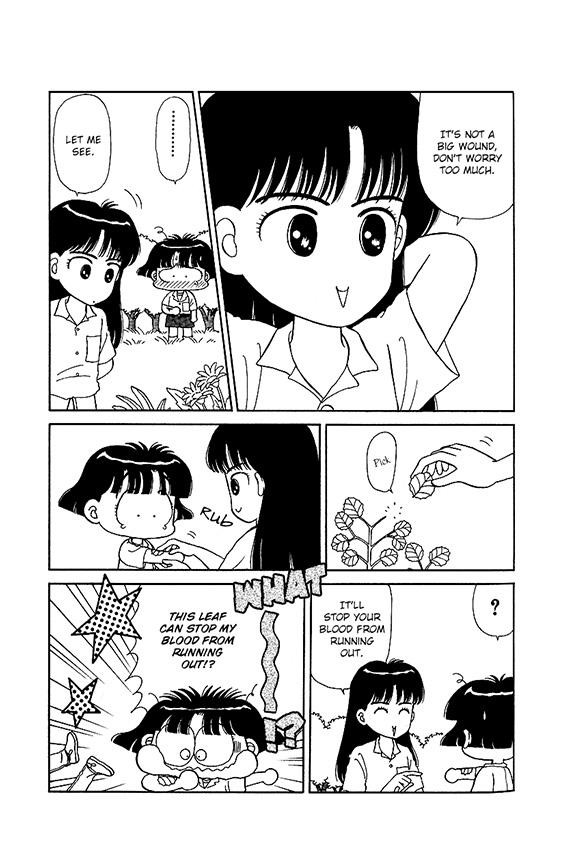 IT'S NOT A
BIG WOUND,
DON'T WORRY
TOO MUCH.
.........
LET ME
SEE.
Pick
RUB
?
IT'LL
STOP YOUR
BLOOD FROM
RUNNING
OUT.
WHAT
!?
THIS LEAF
CAN STOP MY
BLOOD FROM
RUNNING
OUT!?